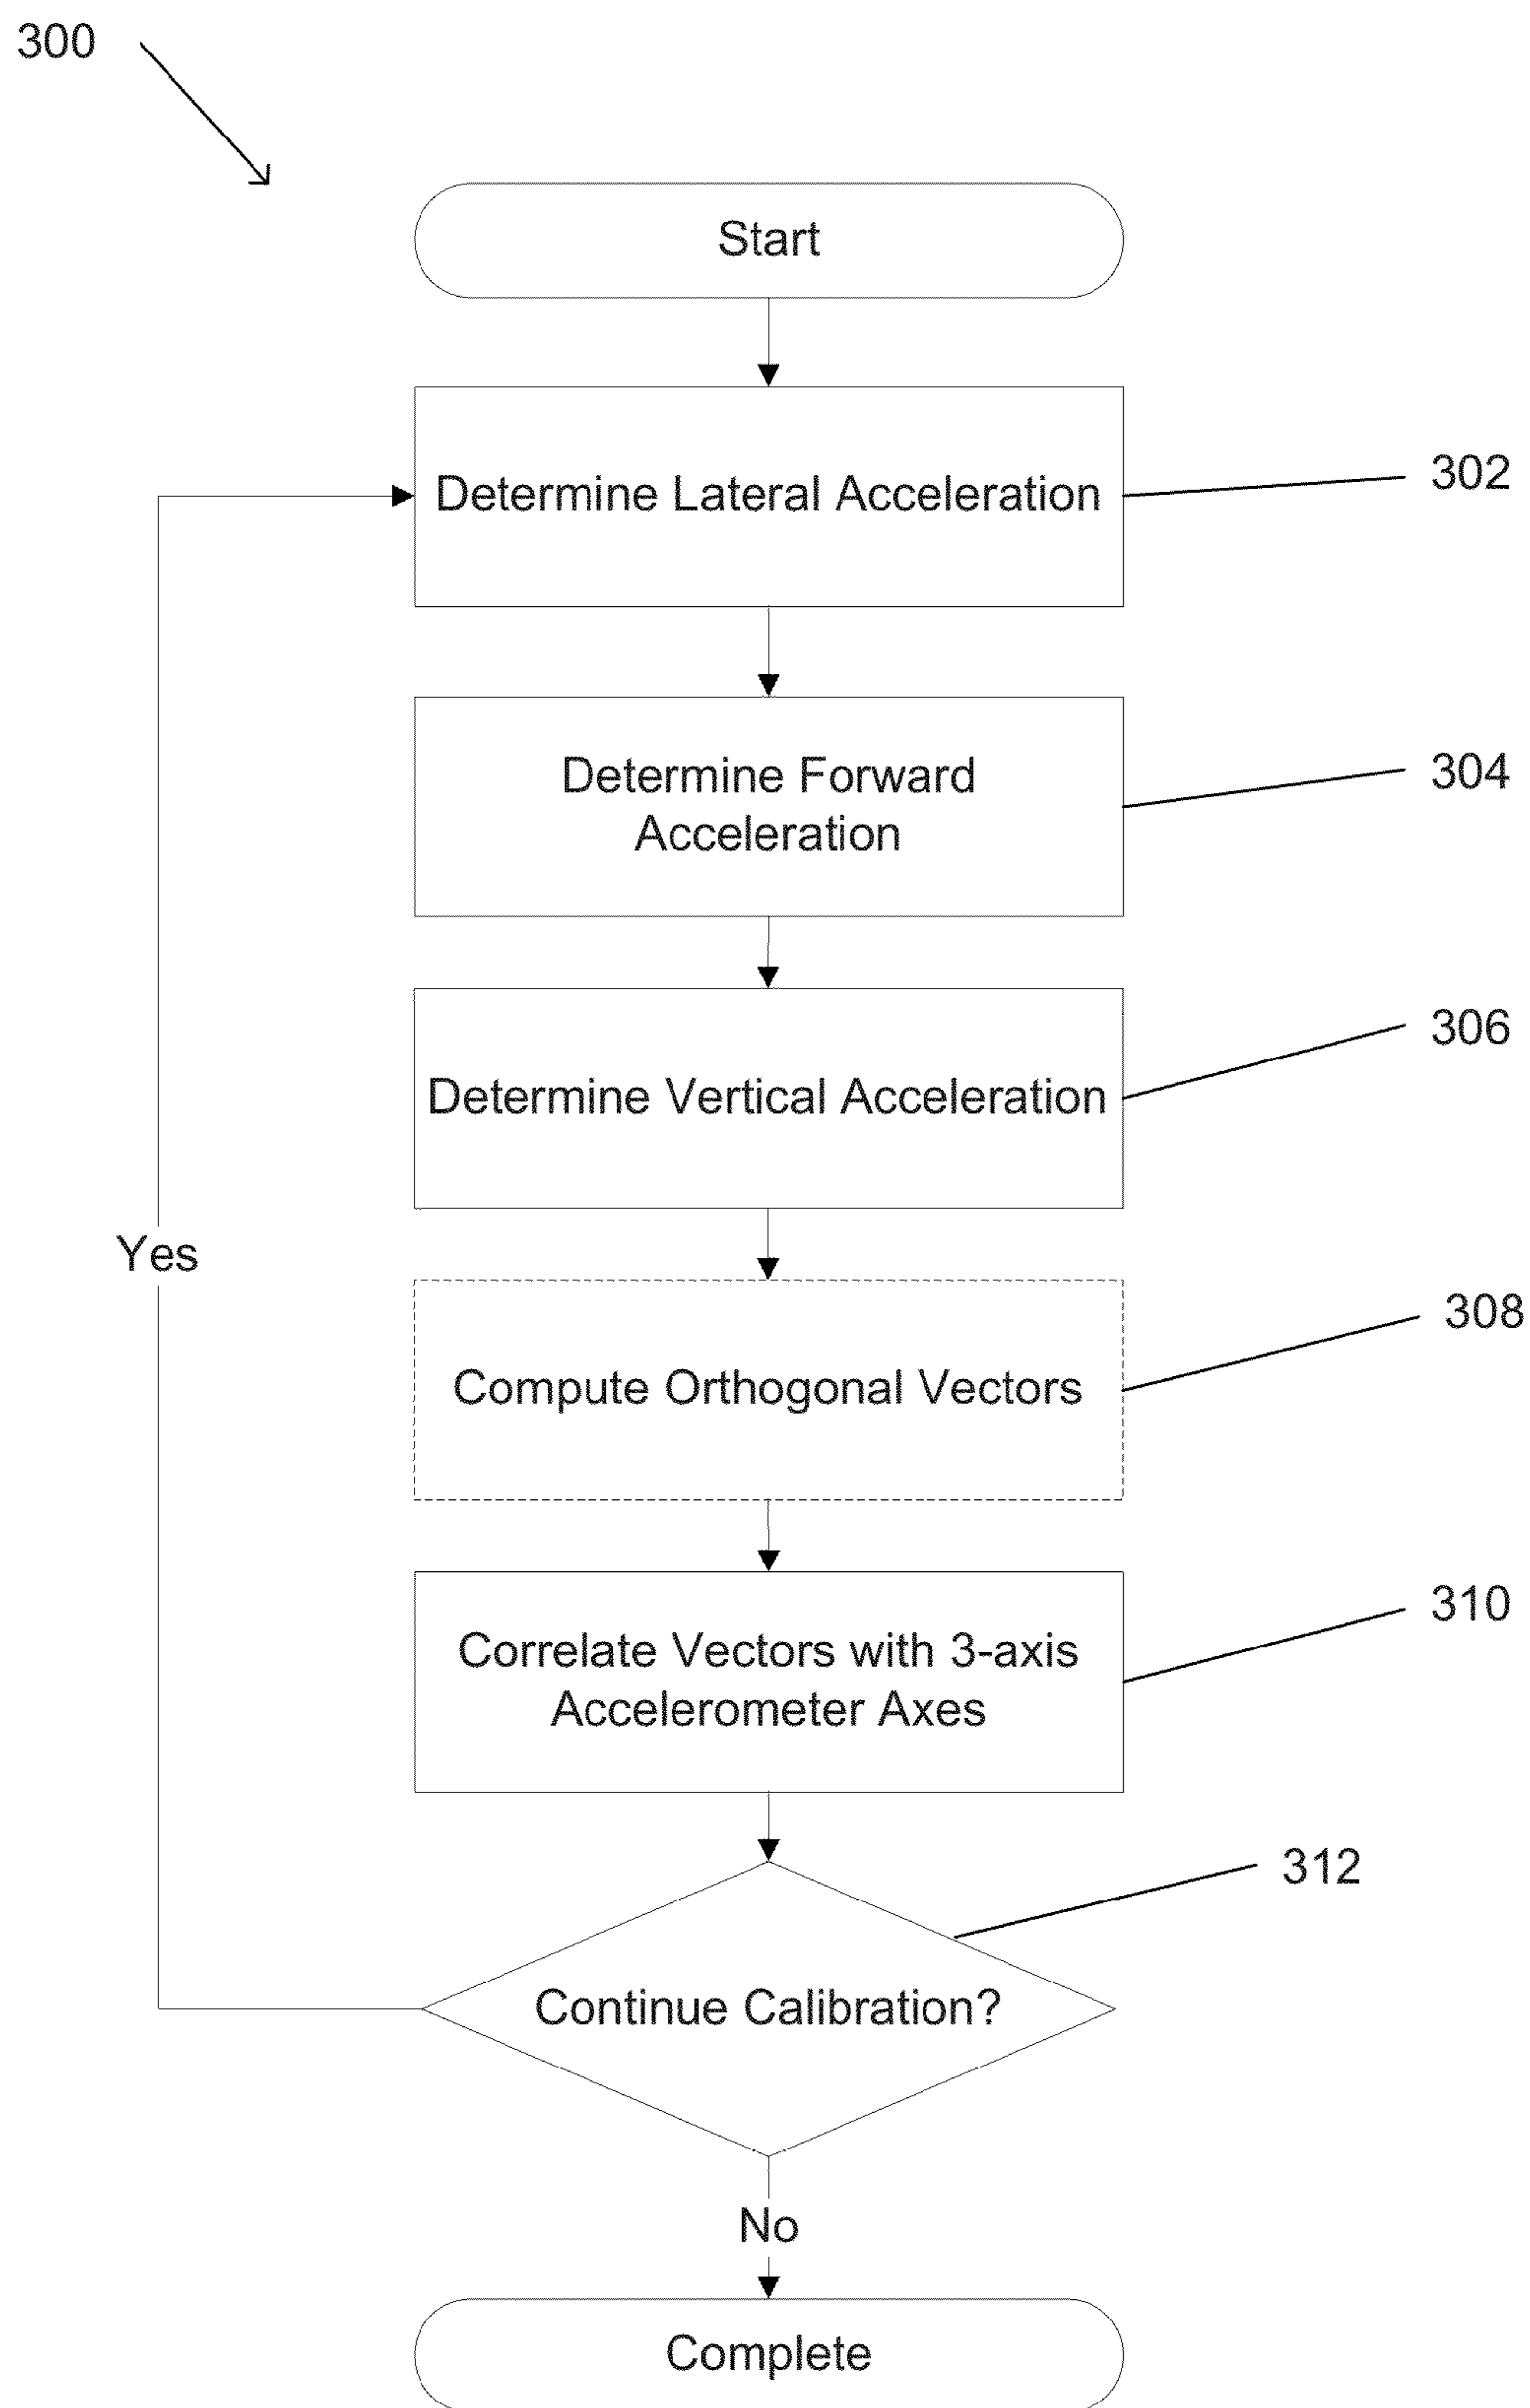 300
Start
Determine Lateral Acceleration
302
Determine Forward
Acceleration
304
Determine Vertical Acceleration
306
Yes
Compute Orthogonal Vectors
308
Correlate Vectors with 3-axis
Accelerometer Axes
310
312
Continue Calibration?
No
Complete